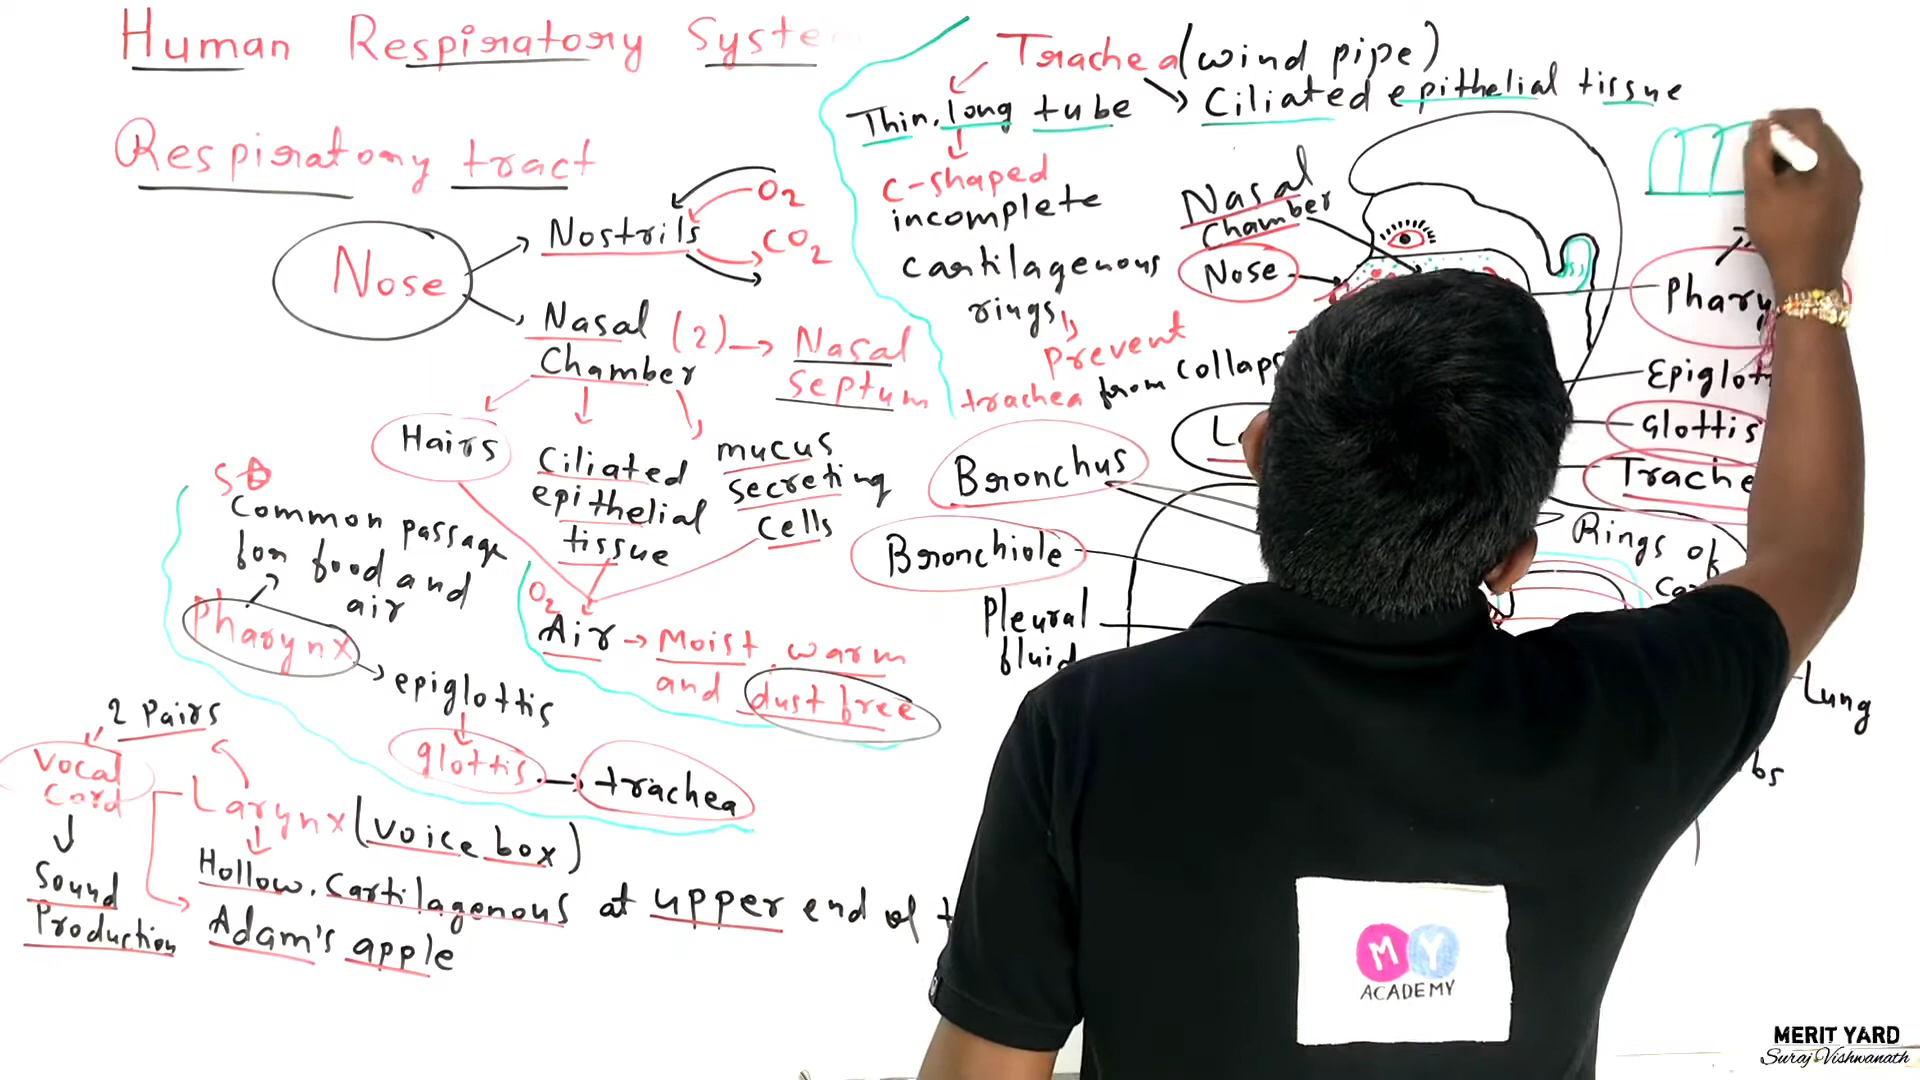 Human Respiratory Syste
Respiratory tract
Nose
Nostrils
O2
CO2
Nasal
Chamber
(2)
Nasal
Septum
Hairs
Ciliated
epithelial
tissue
mucus
secreting
cells
O2
Air → Moist, warm
and dust free
Common passage
for food and
air
Pharynx
epiglottis
glottis → trachea
2 Pairs
Vocal
Cord
Sound
Production
Larynx (Voice box)
Hollow, Cartilagenous at upper end of
Adam's apple
Trachea (wind pipe)
Thin, long tube
Ciliated epithelial tissue
C-shaped
incomplete
cartilagenous
rings
Prevent
trachea from collaps
Nasal
Chamber
Nose
Bronchus
Bronchiole
Pleural
fluid
Phary
Epiglot
Glottis
Trache
Rings of
Lung
bs
MY
ACADEMY
MERIT YARD
Suraj Vishwanath